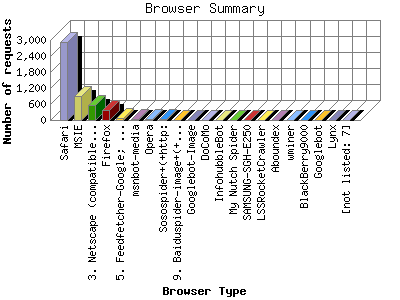 Browser Summary
Number of requests
3,000
2,400
1,800
1,200
600
0
Safari
MSIE
3. Netscape (compatible...
Firefox
5. Feedfetcher-Google; ...
msnbot-media
Opera
Sosospider+(+http:
9. Baiduspider-image+(+...
Googlebot-Image
DoCoMo
InfohubbleBot
My Nutch Spider
SAMSUNG-SGH-E250
LSSRocketCrawler
Aboundex
wminer
BlackBerry9000
Googlebot
Lynx
[not listed: 7]
Browser Type